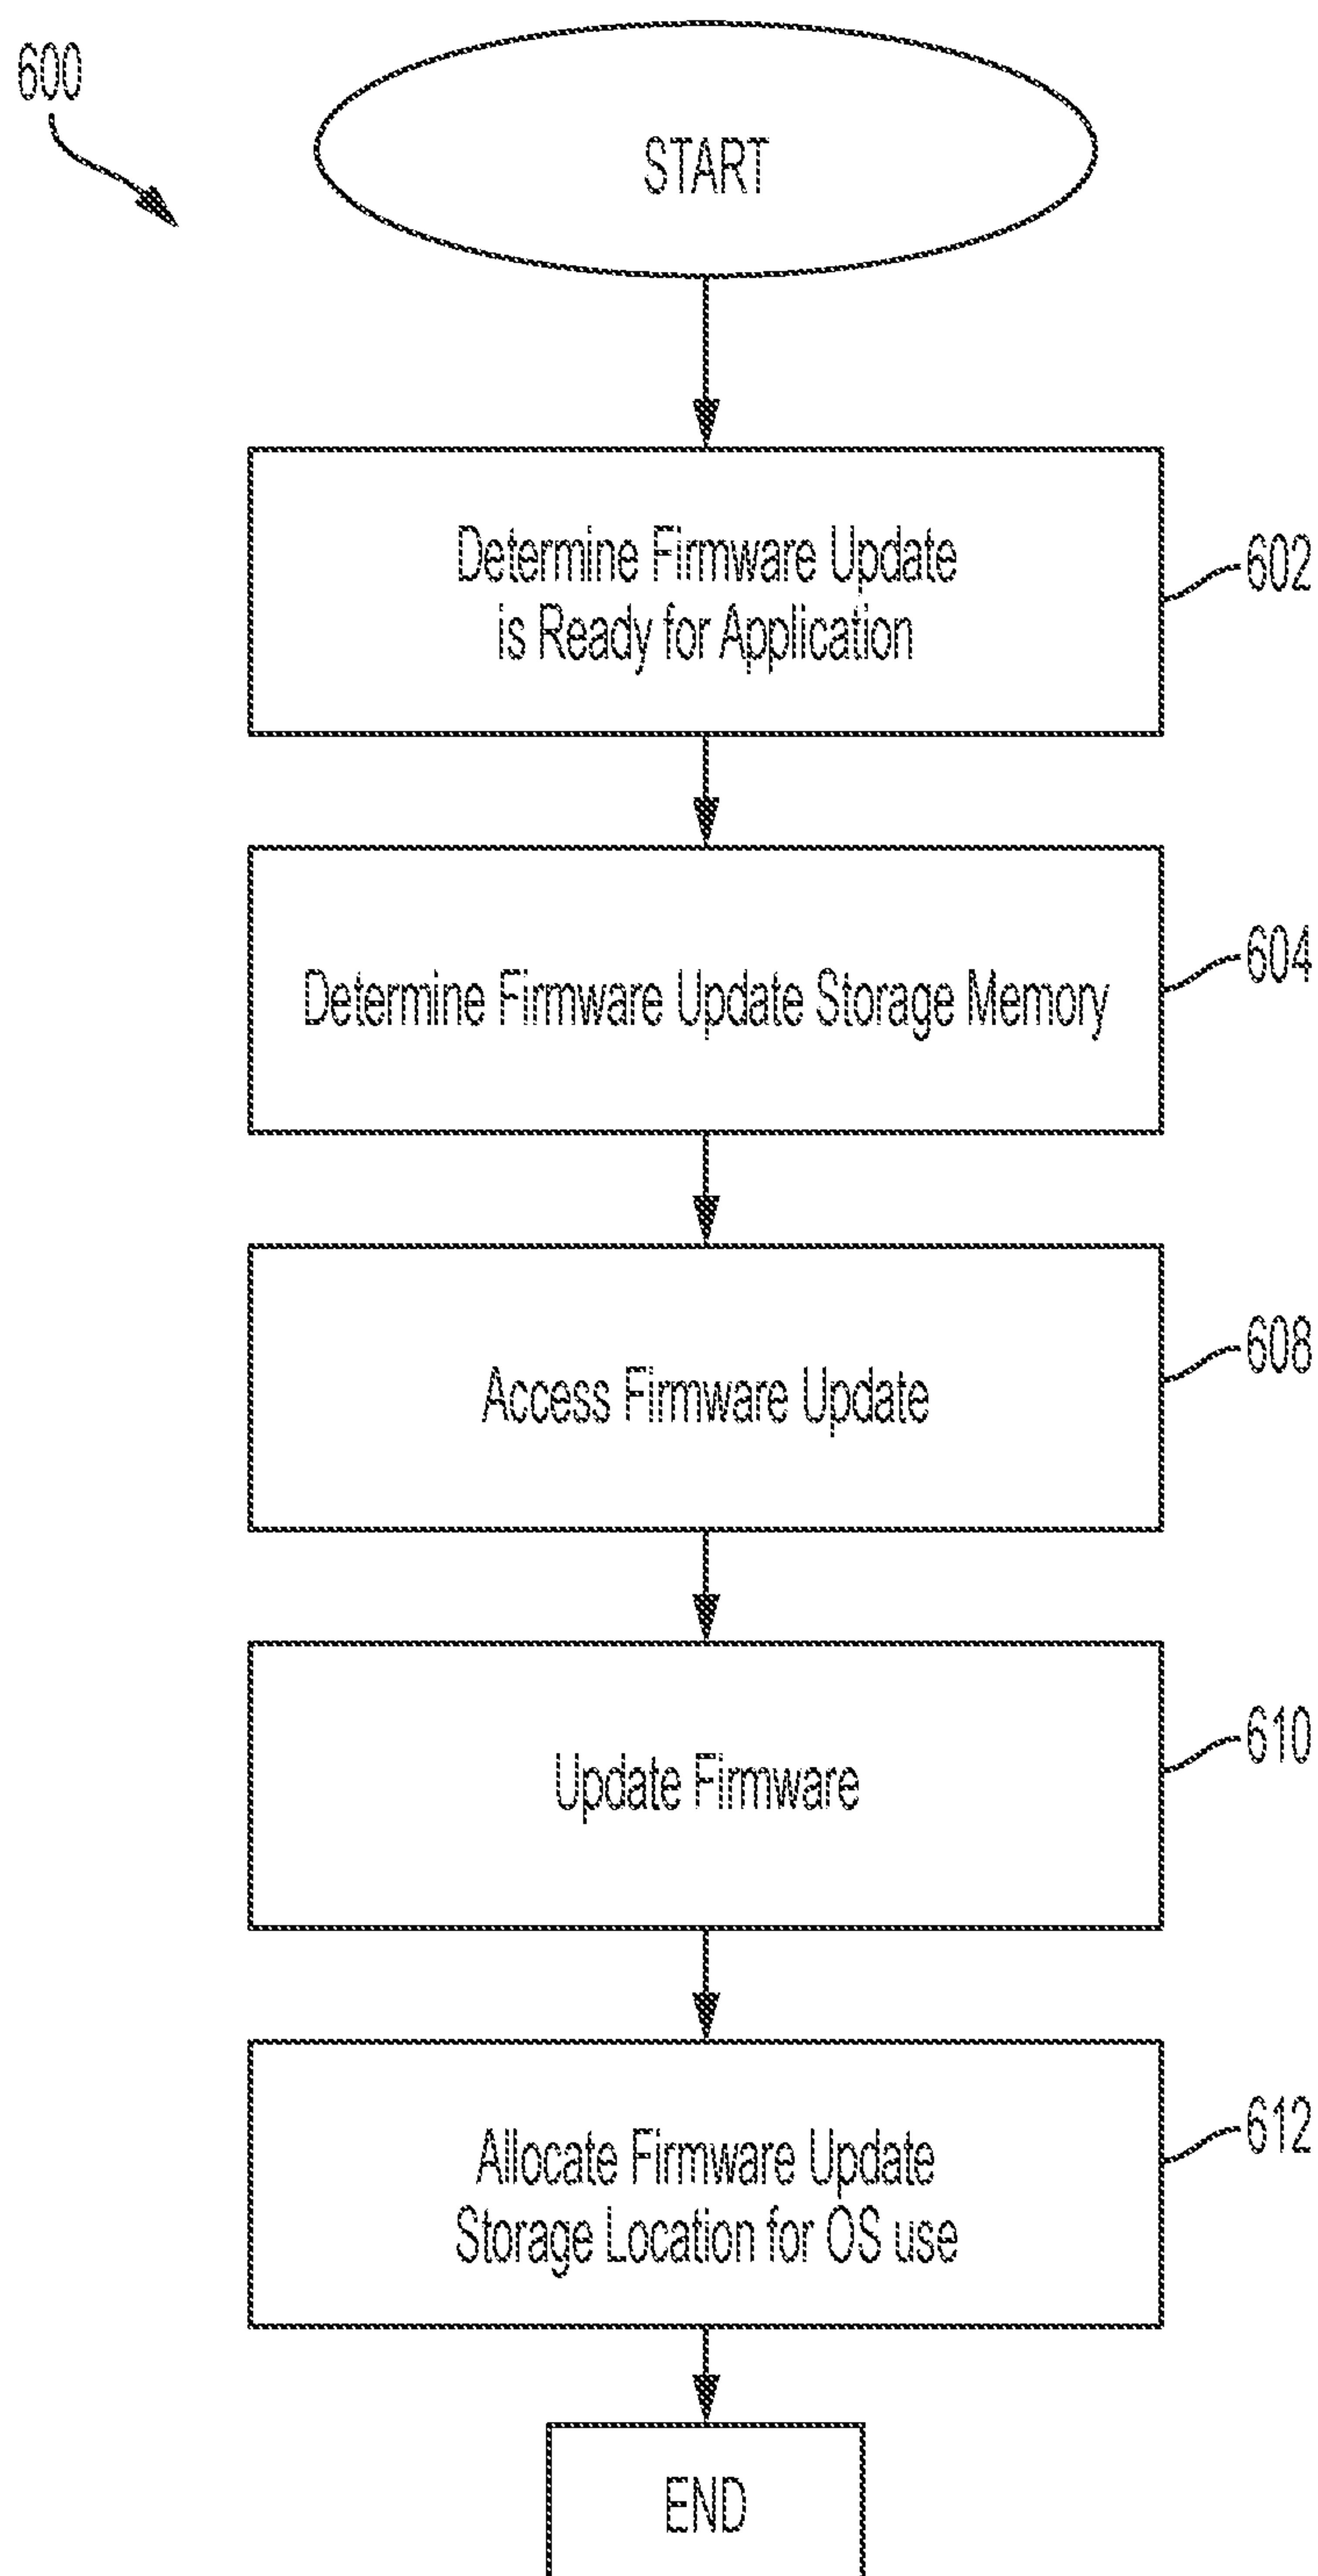 600
START
Determine Firmware Update
is Ready for Application
602
Determine Firmware Update Storage Memory
604
Access Firmware Update
608
Update Firmware
610
Allocate Firmware Update
Storage Location for OS use
612
END